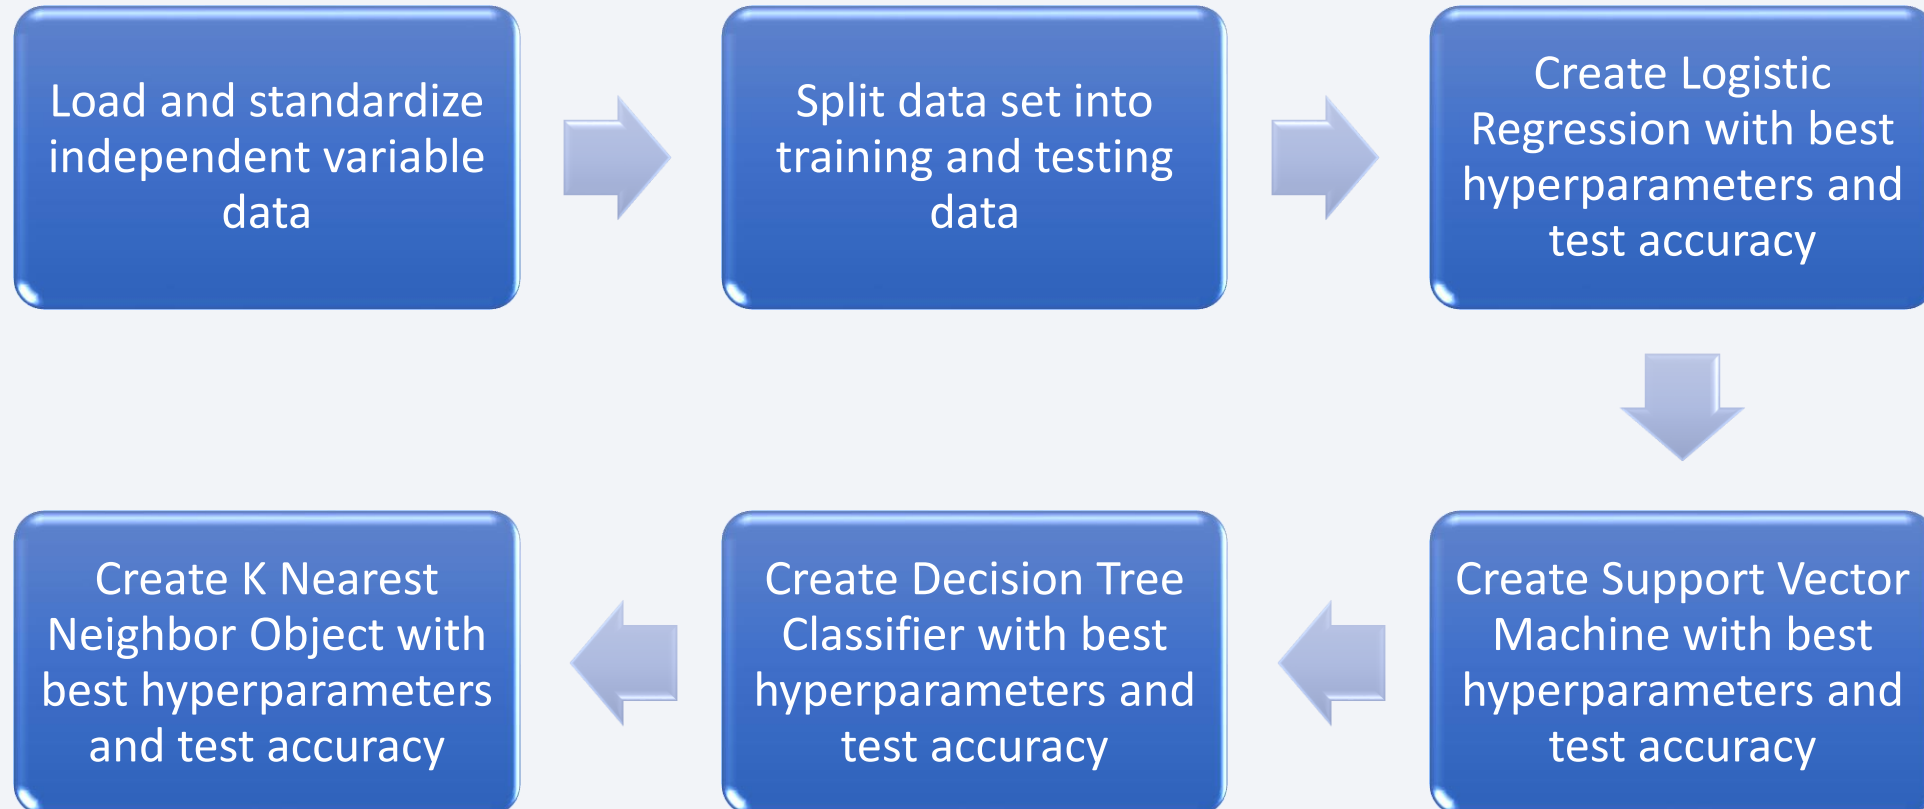 Load and standardize
independent variable
data
Split data set into
training and testing
data
Create Logistic
Regression with best
hyperparameters and
test accuracy
Create Support Vector
Machine with best
hyperparameters and
test accuracy
Create Decision Tree
Classifier with best
hyperparameters and
test accuracy
Create K Nearest
Neighbor Object with
best hyperparameters
and test accuracy